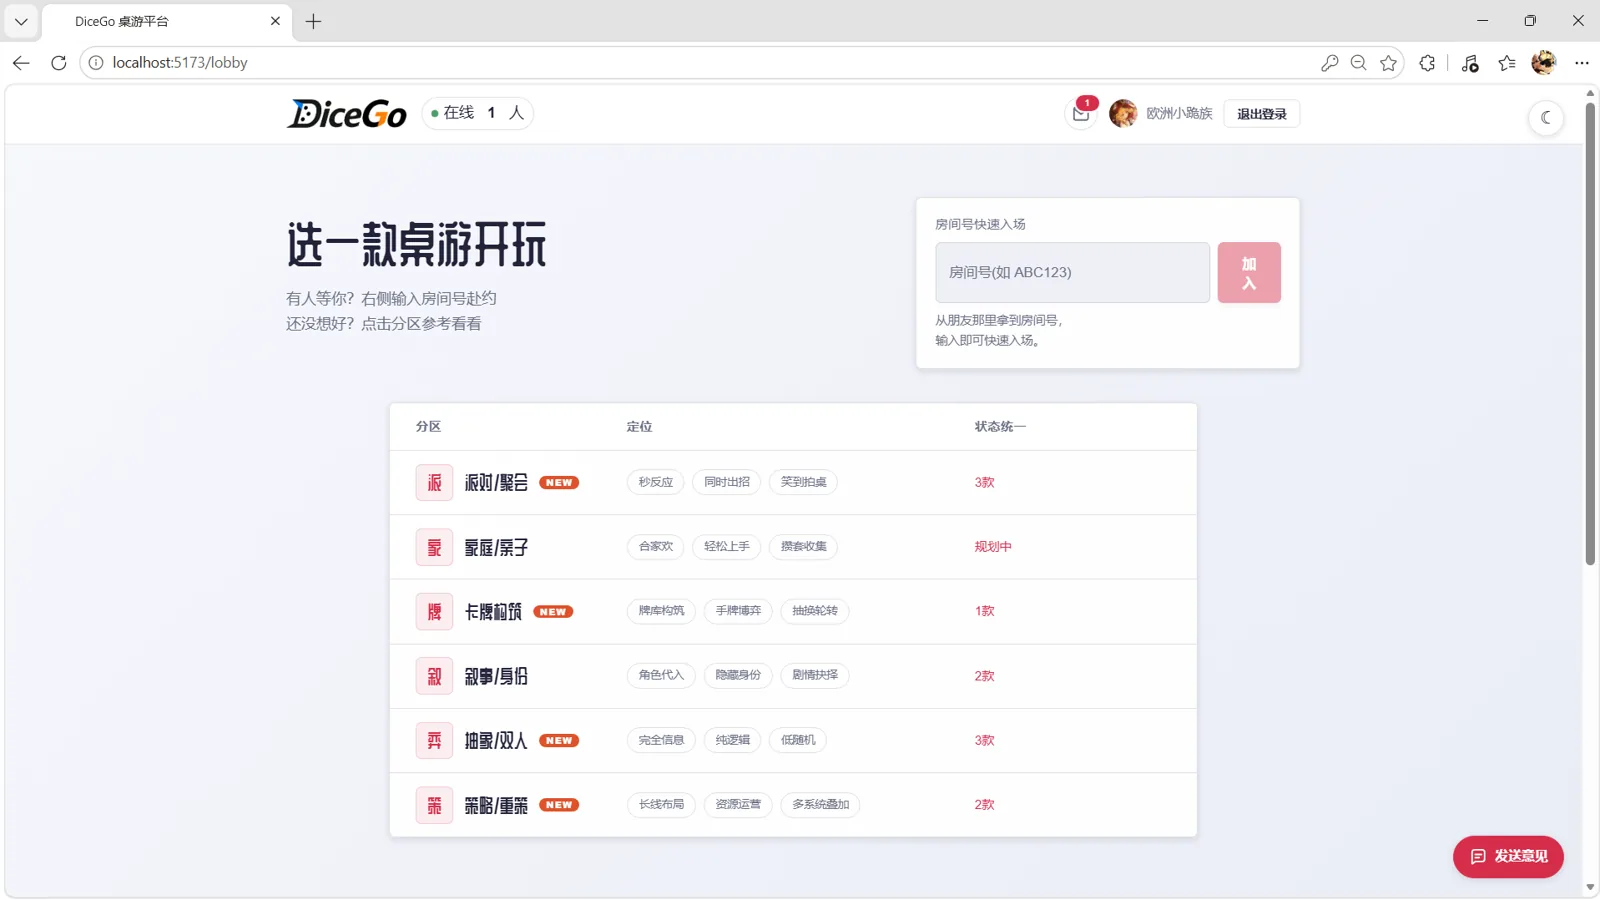 DiceGo 桌游平台
localhost:5173/lobby
DiceGo
在线 1 人
1
欧洲小跪族
退出登录
选一款桌游开玩
有人等你？右侧输入房间号赴约
还没想好？点击分区参考看看
房间号快速入场
房间号(如 ABC123)
加
入
从朋友那里拿到房间号，
输入即可快速入场。
分区 定位 状态统一
派 派对/聚会 NEW 秒反应 同时出招 笑到拍桌 3款
家 家庭/亲子 合家欢 轻松上手 攒套收集 规划中
牌 卡牌构筑 NEW 牌库构筑 手牌博弈 抽换轮转 1款
叙 叙事/身份 角色代入 隐藏身份 剧情抉择 2款
弈 抽象/双人 NEW 完全信息 纯逻辑 低随机 3款
策 策略/重策 NEW 长线布局 资源运营 多系统叠加 2款
发送意见